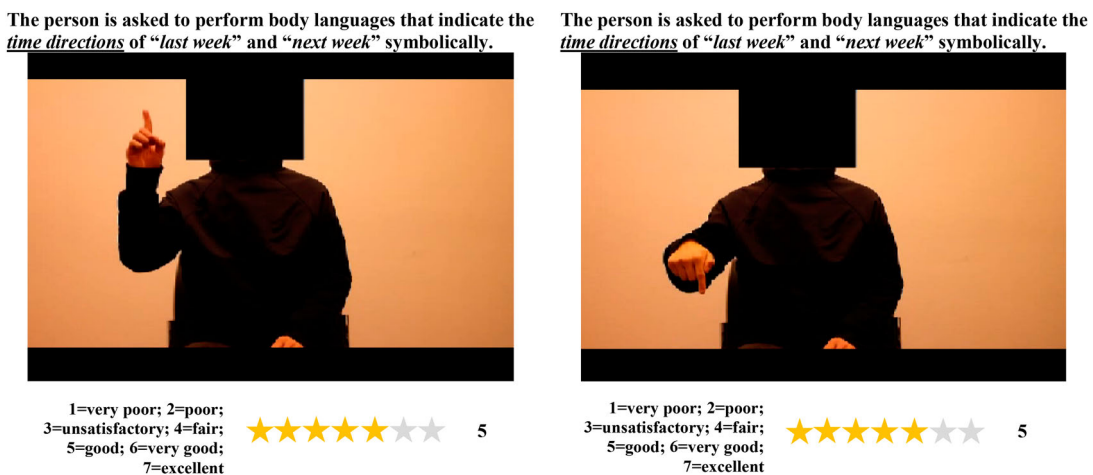 The person is asked to perform body languages that indicate the
time directions of “last week” and “next week” symbolically.
1=very poor; 2=poor;
3=unsatisfactory; 4=fair;
5=good; 6=very good;
7=excellent
5
The person is asked to perform body languages that indicate the
time directions of “last week” and “next week” symbolically.
1=very poor; 2=poor;
3=unsatisfactory; 4=fair;
5=good; 6=very good;
7=excellent
5